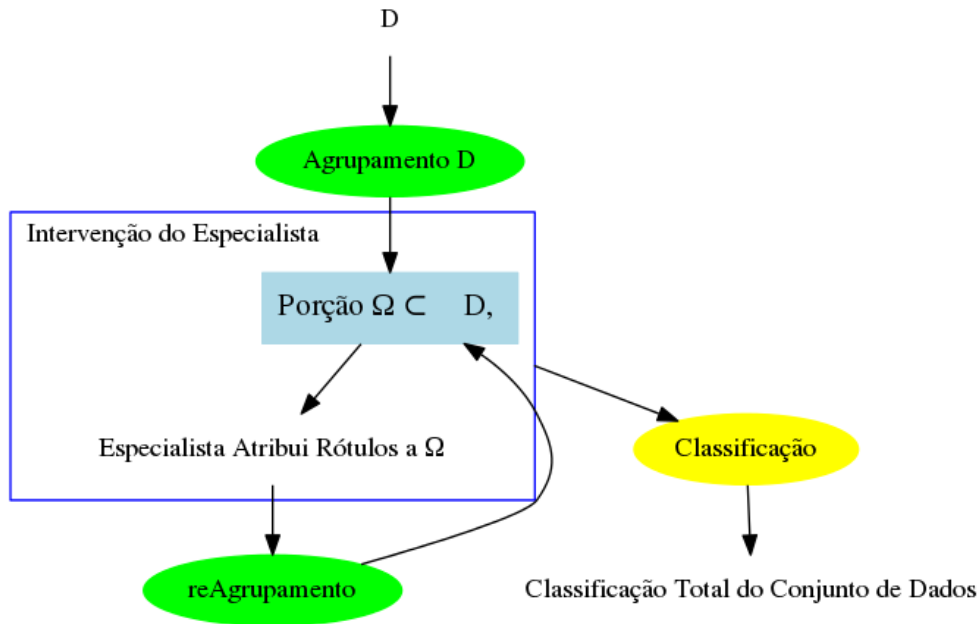 D
Agrupamento D
Intervenção do Especialista
Porção Ω ⊂ D,
Especialista Atribui Rótulos a Ω
Classificação
reAgrupamento
Classificação Total do Conjunto de Dados